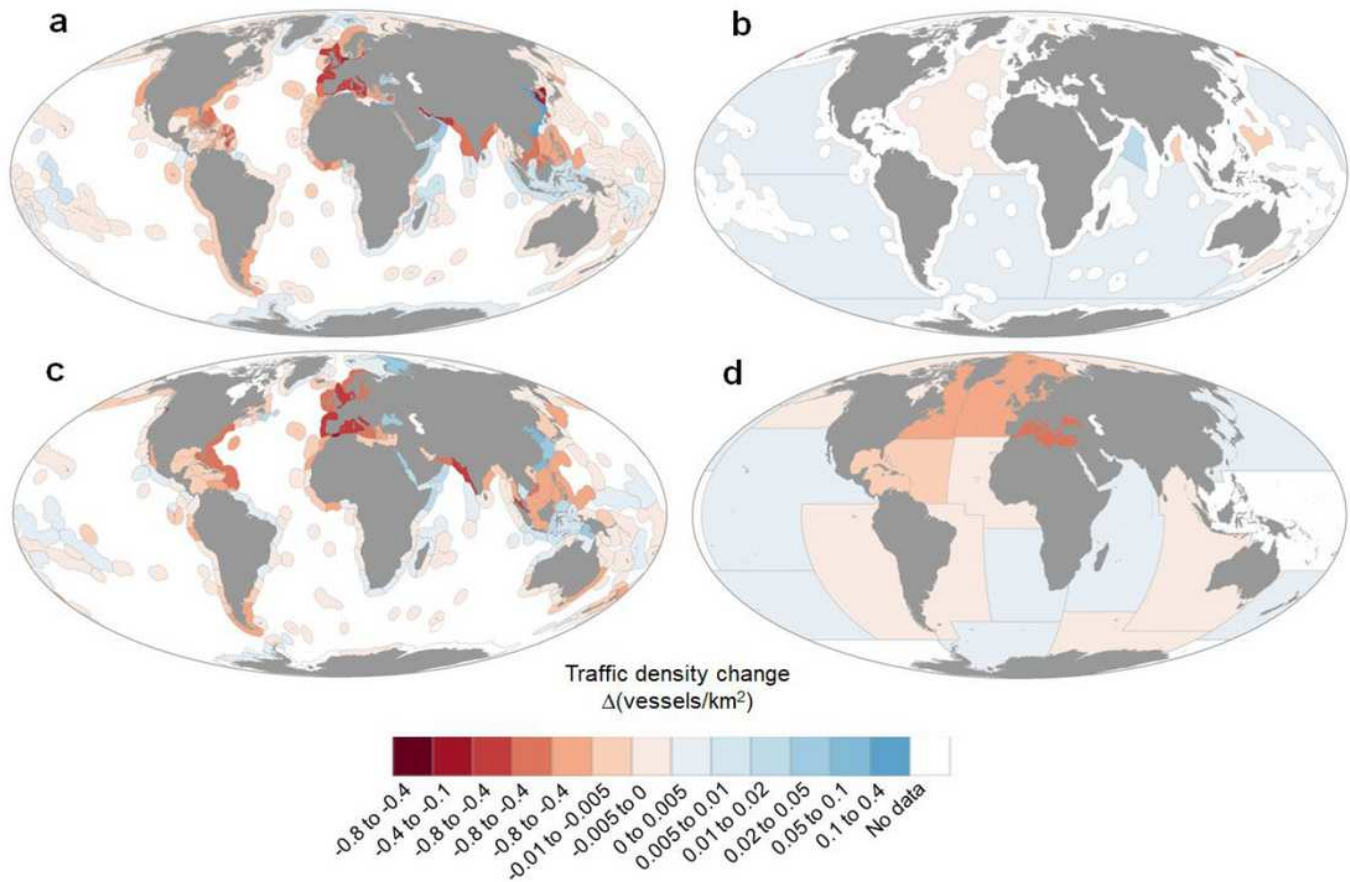 a
b
c
d
Traffic density change
Δ(vessels/km²)
-0.8 to -0.4
-0.4 to -0.1
-0.8 to -0.4
-0.8 to -0.4
-0.8 to -0.4
-0.01 to -0.005
-0.005 to 0
0 to 0.005
0.005 to 0.01
0.01 to 0.02
0.02 to 0.05
0.05 to 0.1
0.1 to 0.4
No data